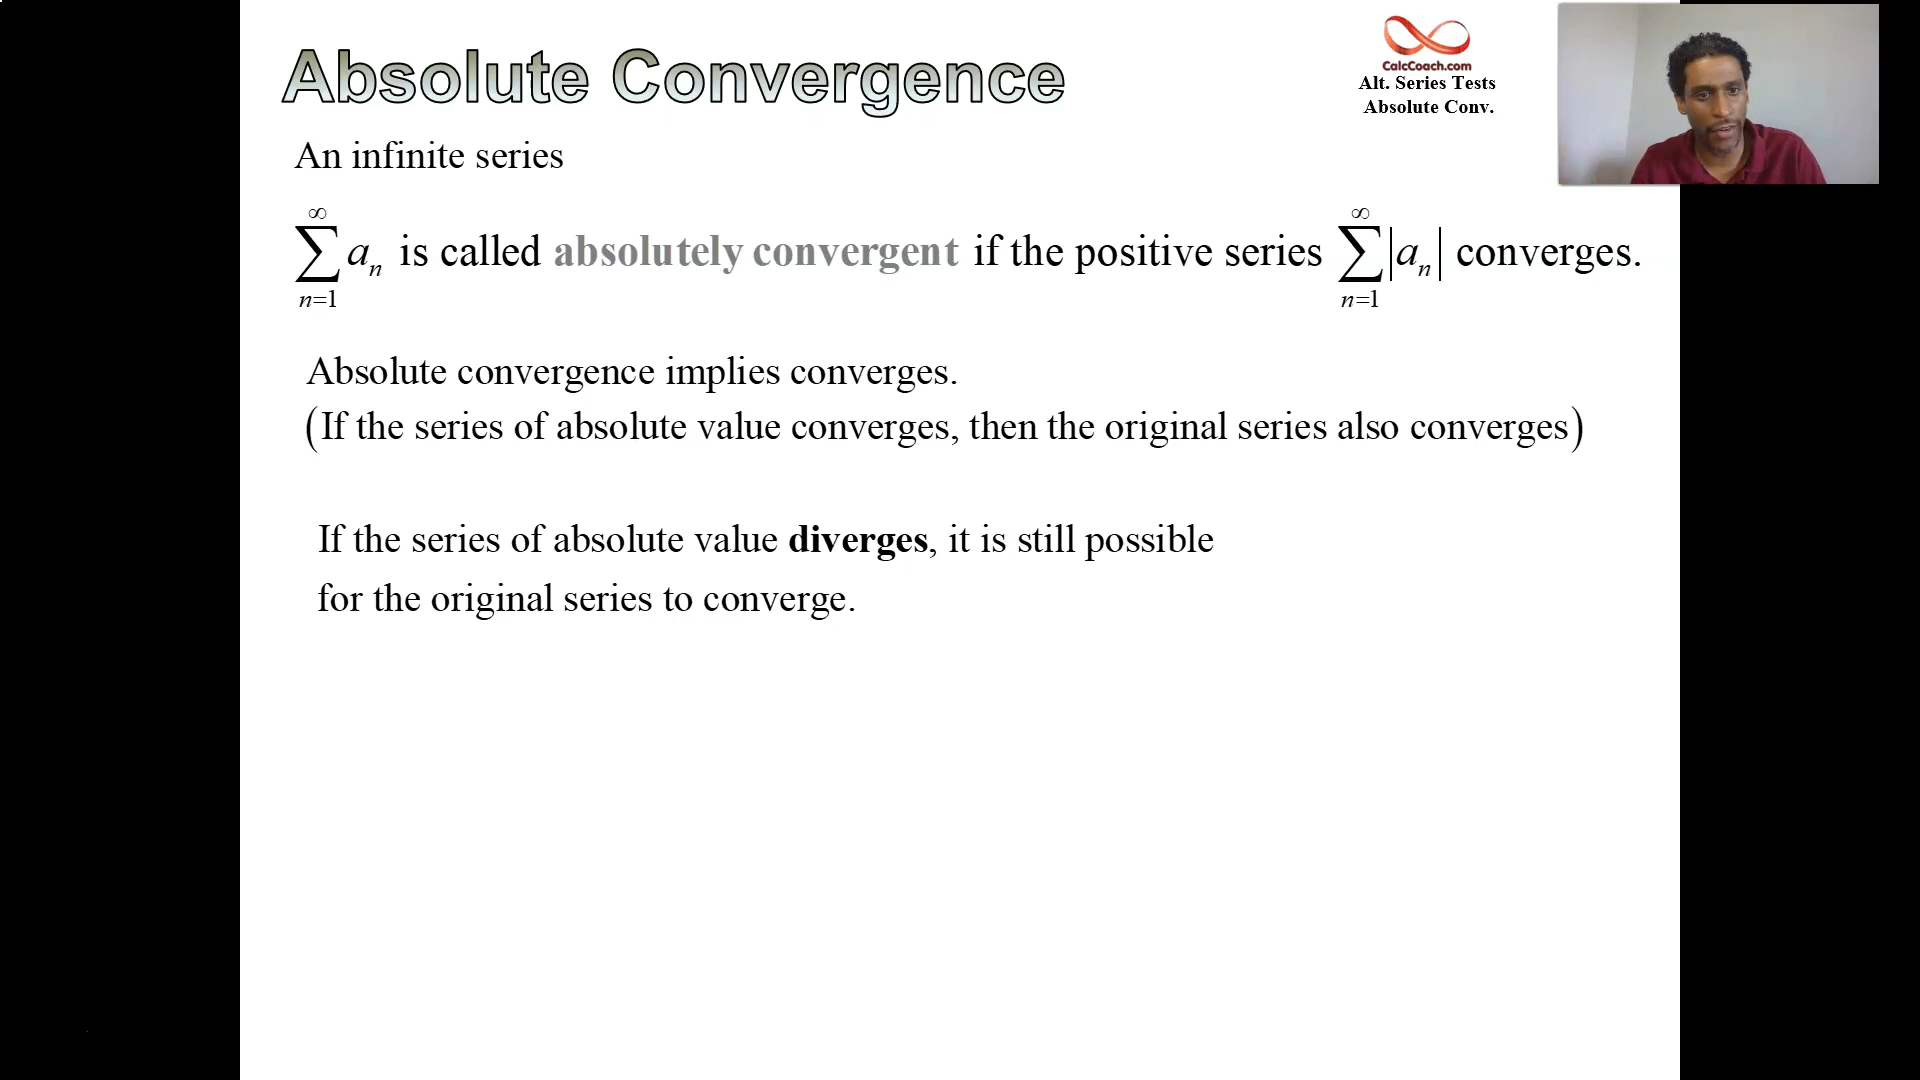 Absolute Convergence
CalcCoach.com
Alt. Series Tests
Absolute Conv.
An infinite series
∑_{n=1}^{∞} a_n is called absolutely convergent if the positive series ∑_{n=1}^{∞} |a_n| converges.
Absolute convergence implies converges.
(If the series of absolute value converges, then the original series also converges)
If the series of absolute value diverges, it is still possible
for the original series to converge.